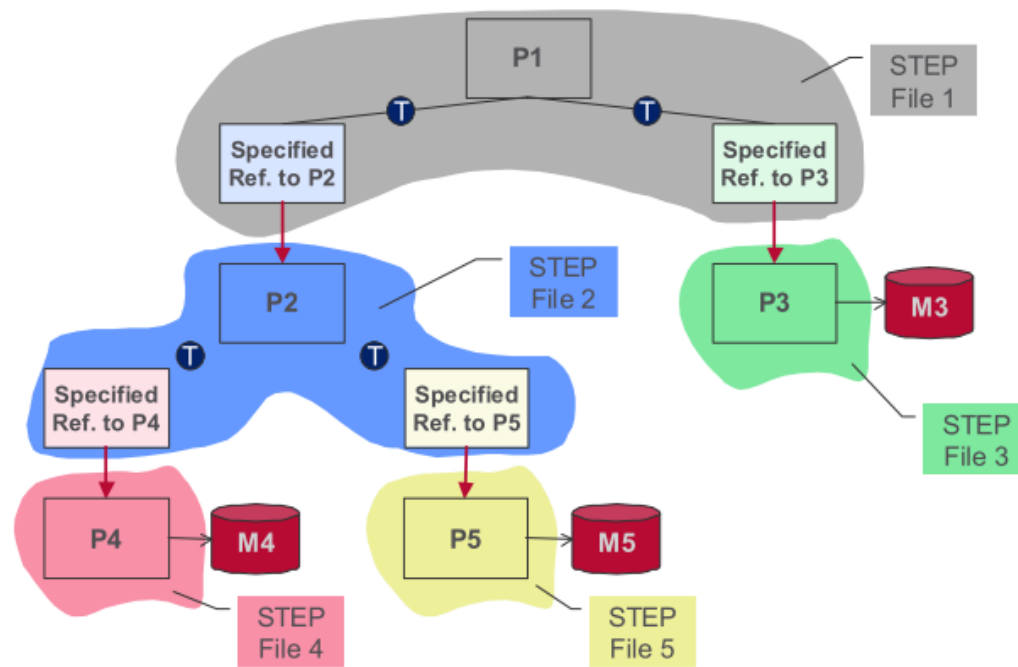 P1
STEP
File 1
T
T
Specified
Ref. to P2
Specified
Ref. to P3
P2
STEP
File 2
P3
M3
T
T
Specified
Ref. to P4
Specified
Ref. to P5
STEP
File 3
P4
M4
P5
M5
STEP
File 4
STEP
File 5